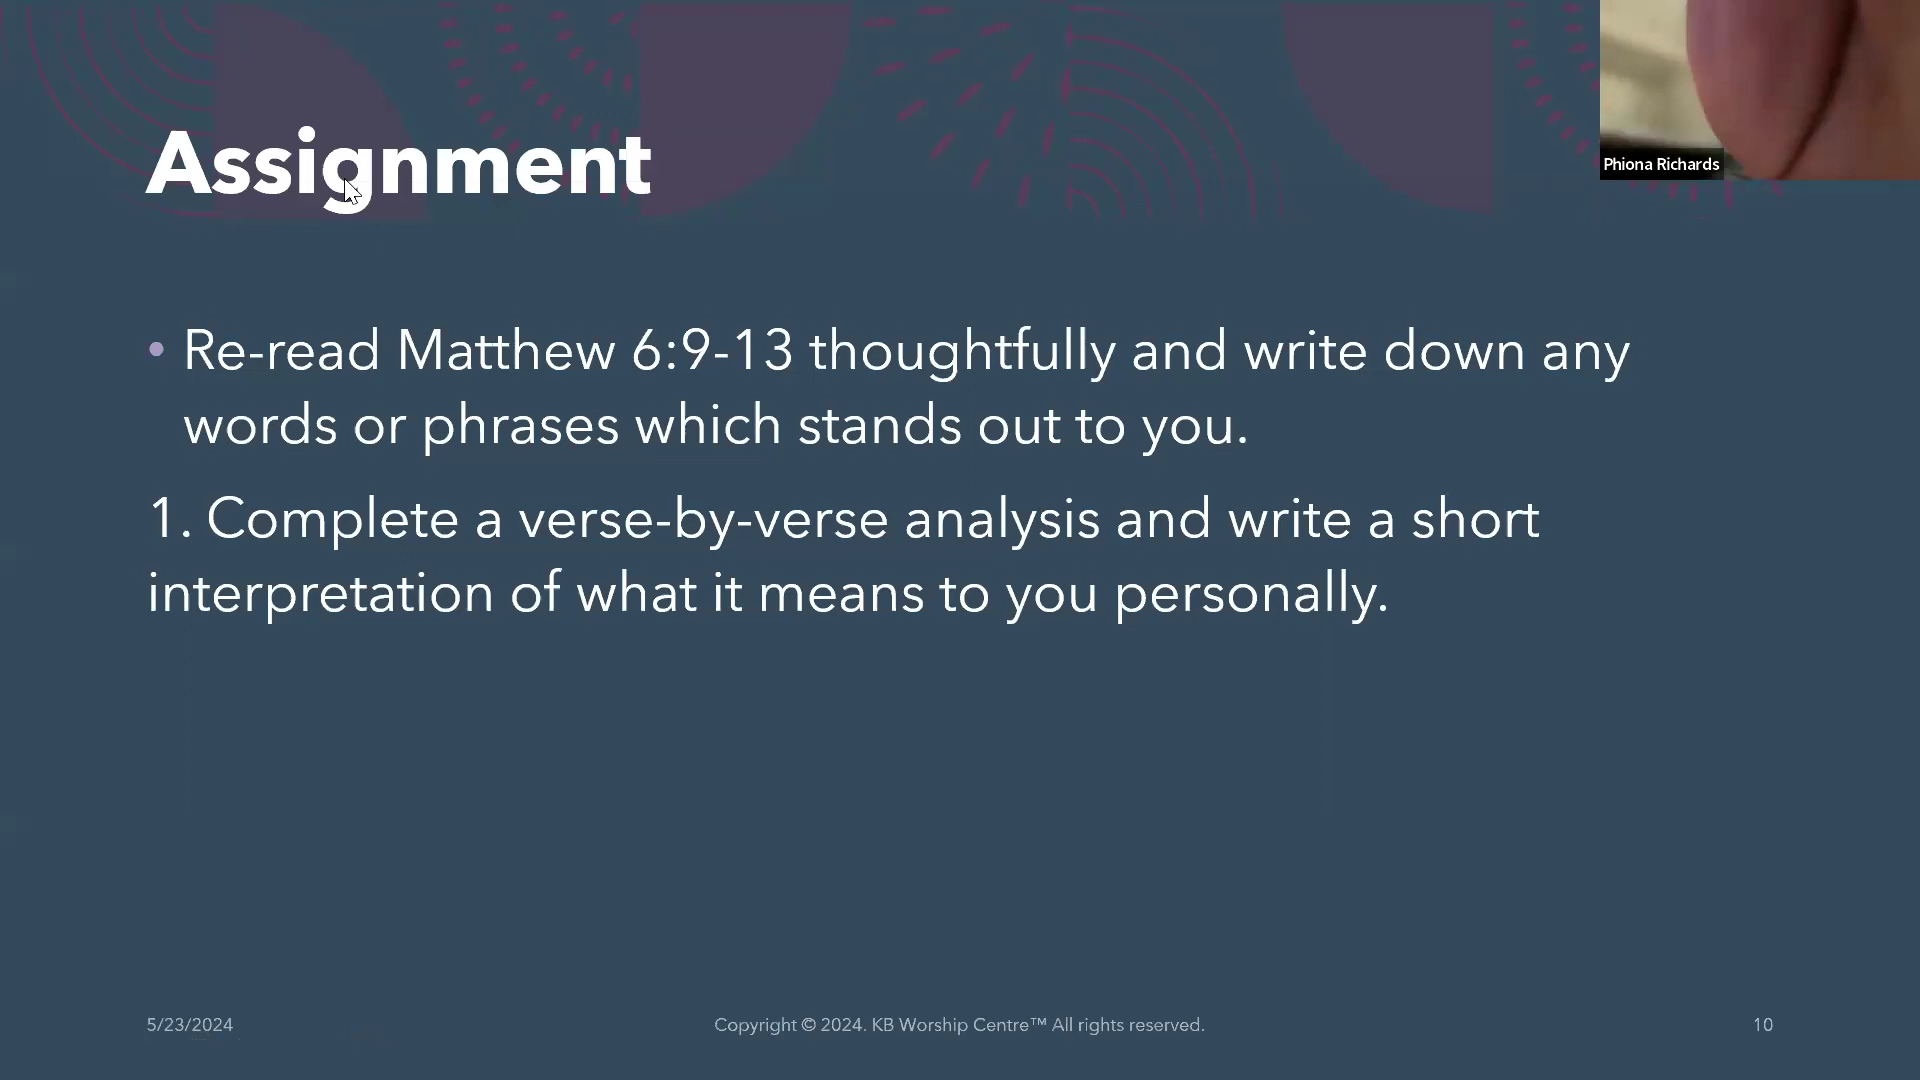 Phiona Richards
Assignment
• Re-read Matthew 6:9-13 thoughtfully and write down any
words or phrases which stands out to you.
1. Complete a verse-by-verse analysis and write a short
interpretation of what it means to you personally.
5/23/2024
Copyright © 2024. KB Worship Centre™ All rights reserved.
10